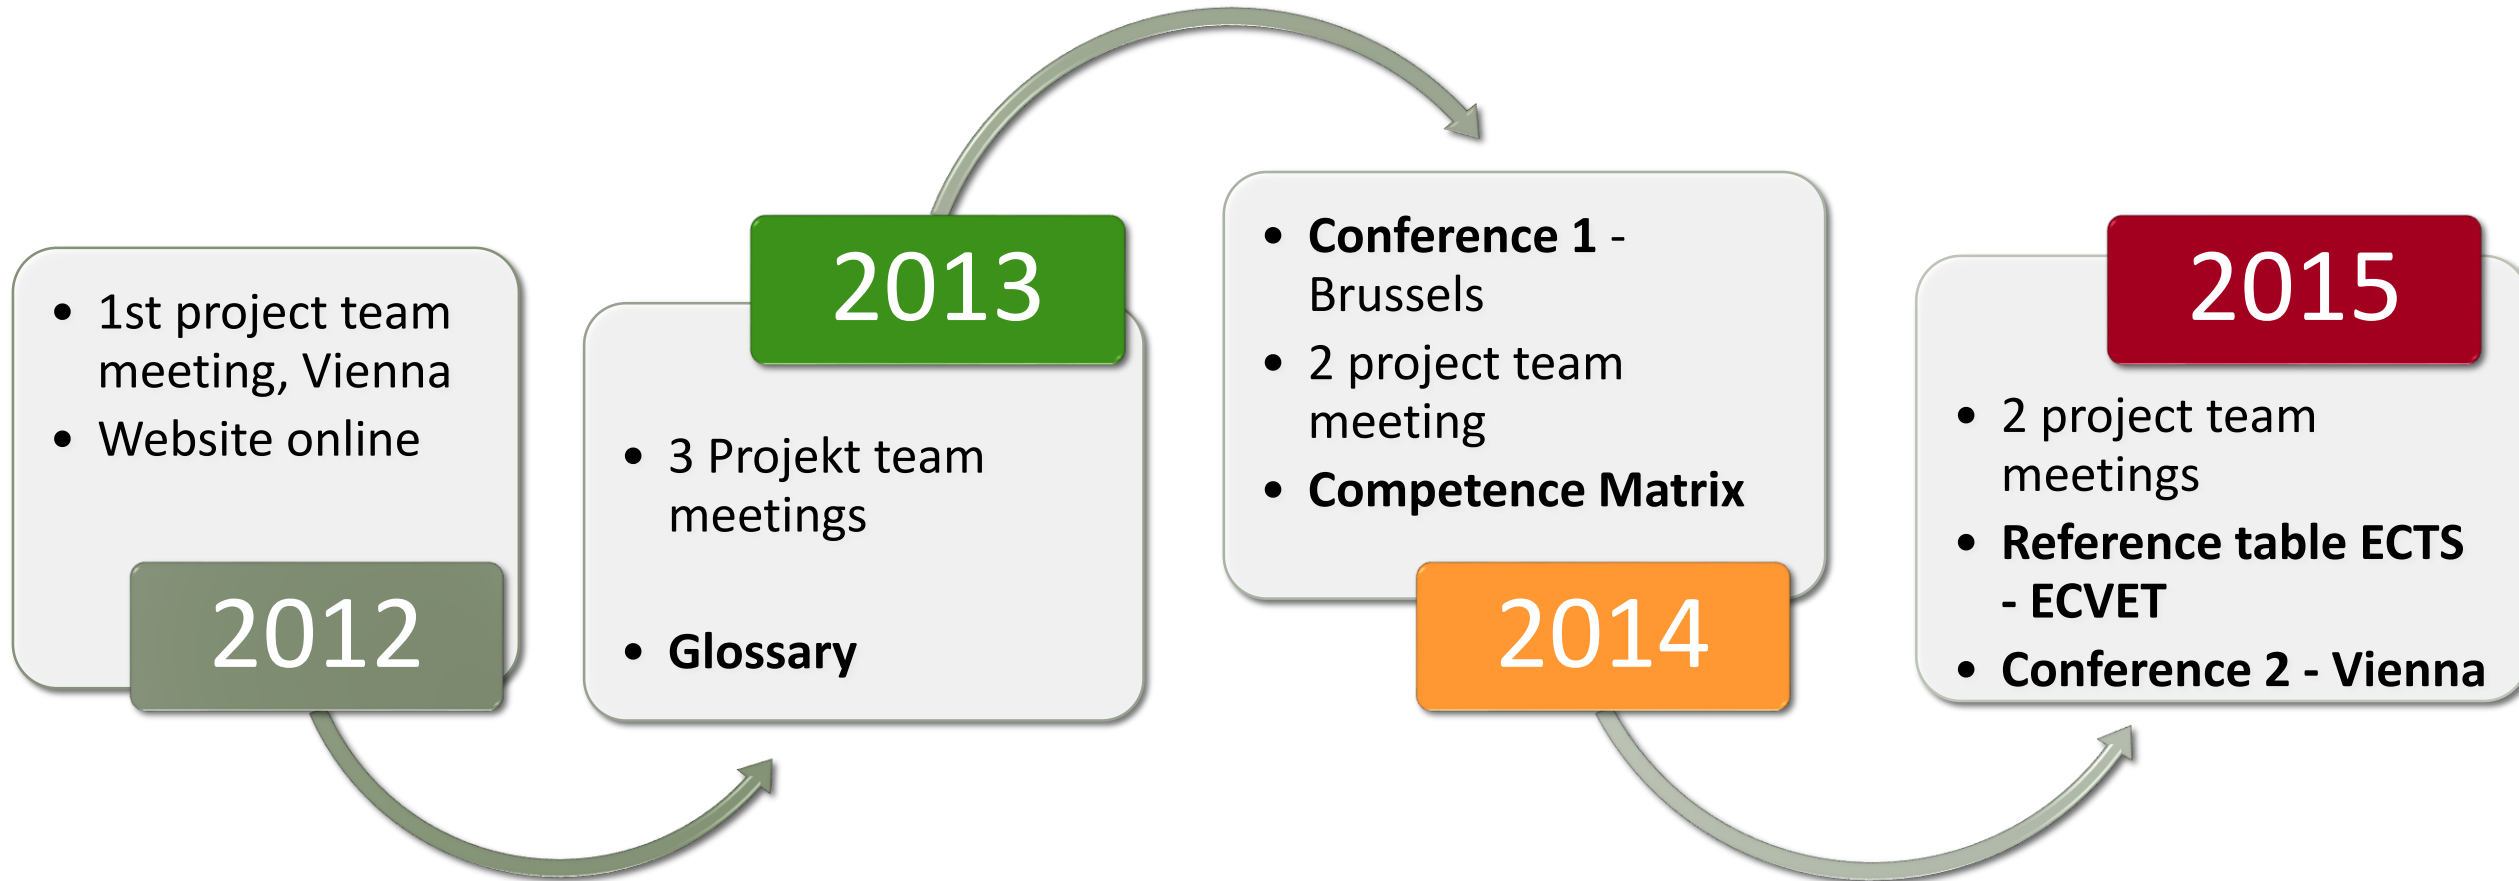 • 1st project team
meeting, Vienna
• Website online
2012
2013
• 3 Projekt team
meetings
• Glossary
• Conference 1 -
Brussels
• 2 project team
meeting
• Competence Matrix
2014
2015
• 2 project team
meetings
• Reference table ECTS
- ECVET
• Conference 2 - Vienna